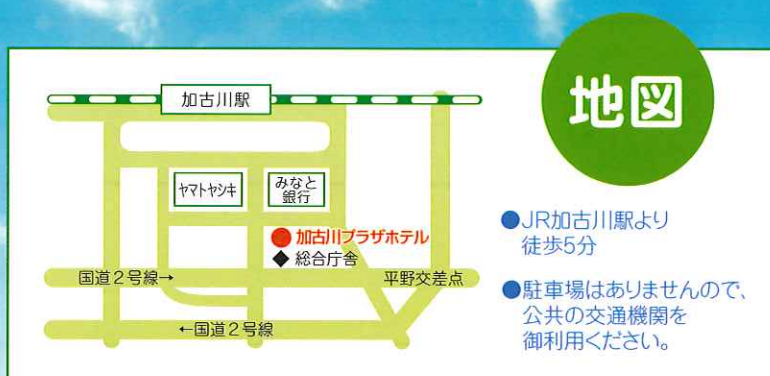 地図
加古川駅
ヤマトヤシキ
みなと
銀行
●加古川プラザホテル
◆総合庁舎
国道2号線→
平野交差点
←国道2号線
●JR加古川駅より
徒歩5分
●駐車場はありませんので、
公共の交通機関を
御利用ください。